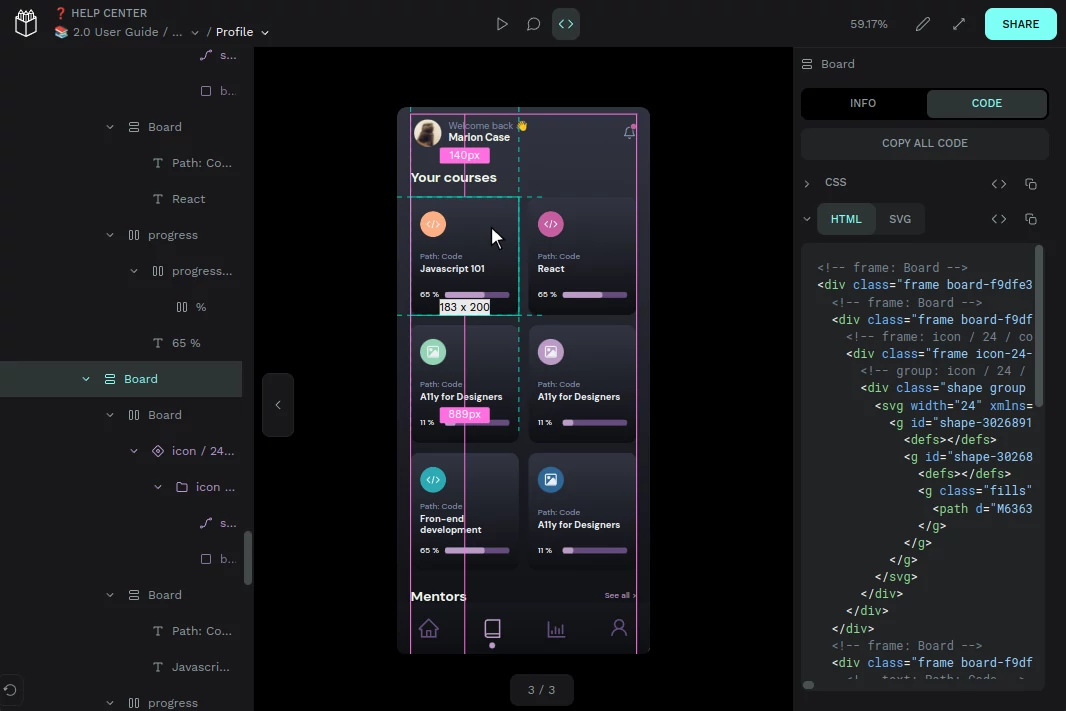 ❓ HELP CENTER
📚 2.0 User Guide / ... / Profile
59.17%
SHARE
s...
b...
Board
Path: Co...
React
progress
progress...
%
65 %
Board
Board
icon / 24...
icon ...
s...
b...
Board
Path: Co...
Javascri...
progress
Welcome back 👋
Marlon Case
140px
Your courses
Path: Code
Javascript 101
65 %
183 x 200
Path: Code
React
65 %
Path: Code
A11y for Designers
889px
11 %
Path: Code
A11y for Designers
11 %
Path: Code
Fron-end
development
65 %
Path: Code
A11y for Designers
11 %
Mentors
See all >
3 / 3
Board
INFO
CODE
COPY ALL CODE
CSS
HTML
SVG
<!-- frame: Board -->
<div class="frame board-f9dfe3
<!-- frame: Board -->
<div class="frame board-f9df
<!-- frame: icon / 24 / co
<div class="frame icon-24-
<!-- group: icon / 24 /
<div class="shape group
<svg width="24" xmlns=
<g id="shape-3026891
<defs></defs>
<g id="shape-30268
<defs></defs>
<g class="fills"
<path d="M6363
</g>
</g>
</g>
</svg>
</div>
</div>
</div>
<!-- frame: Board -->
<div class="frame board-f9df
<!-- text: Path: Code -->